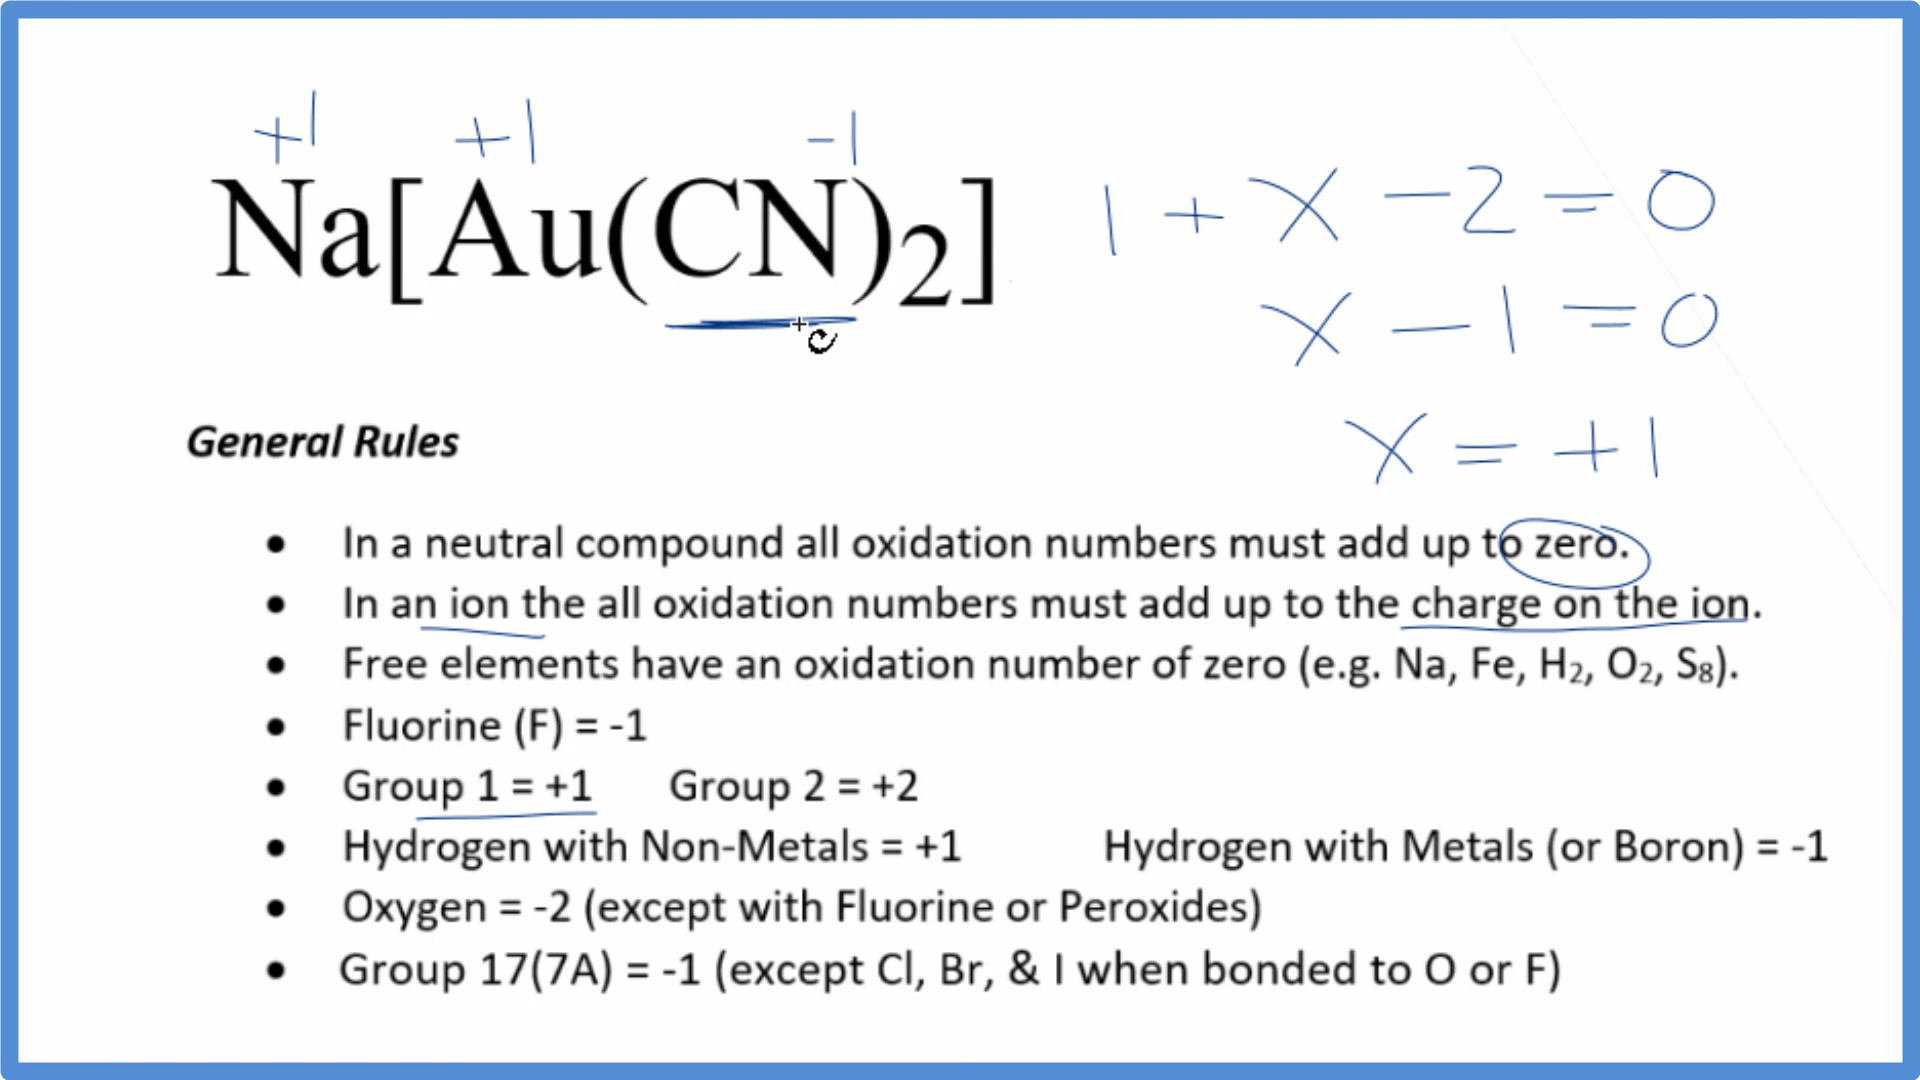 +1 +1 -1
Na[Au(CN)₂]
1 + x - 2 = 0
x - 1 = 0
x = +1
General Rules
• In a neutral compound all oxidation numbers must add up to zero.
• In an ion the all oxidation numbers must add up to the charge on the ion.
• Free elements have an oxidation number of zero (e.g. Na, Fe, H₂, O₂, S₈).
• Fluorine (F) = -1
• Group 1 = +1 Group 2 = +2
• Hydrogen with Non-Metals = +1 Hydrogen with Metals (or Boron) = -1
• Oxygen = -2 (except with Fluorine or Peroxides)
• Group 17(7A) = -1 (except Cl, Br, & I when bonded to O or F)